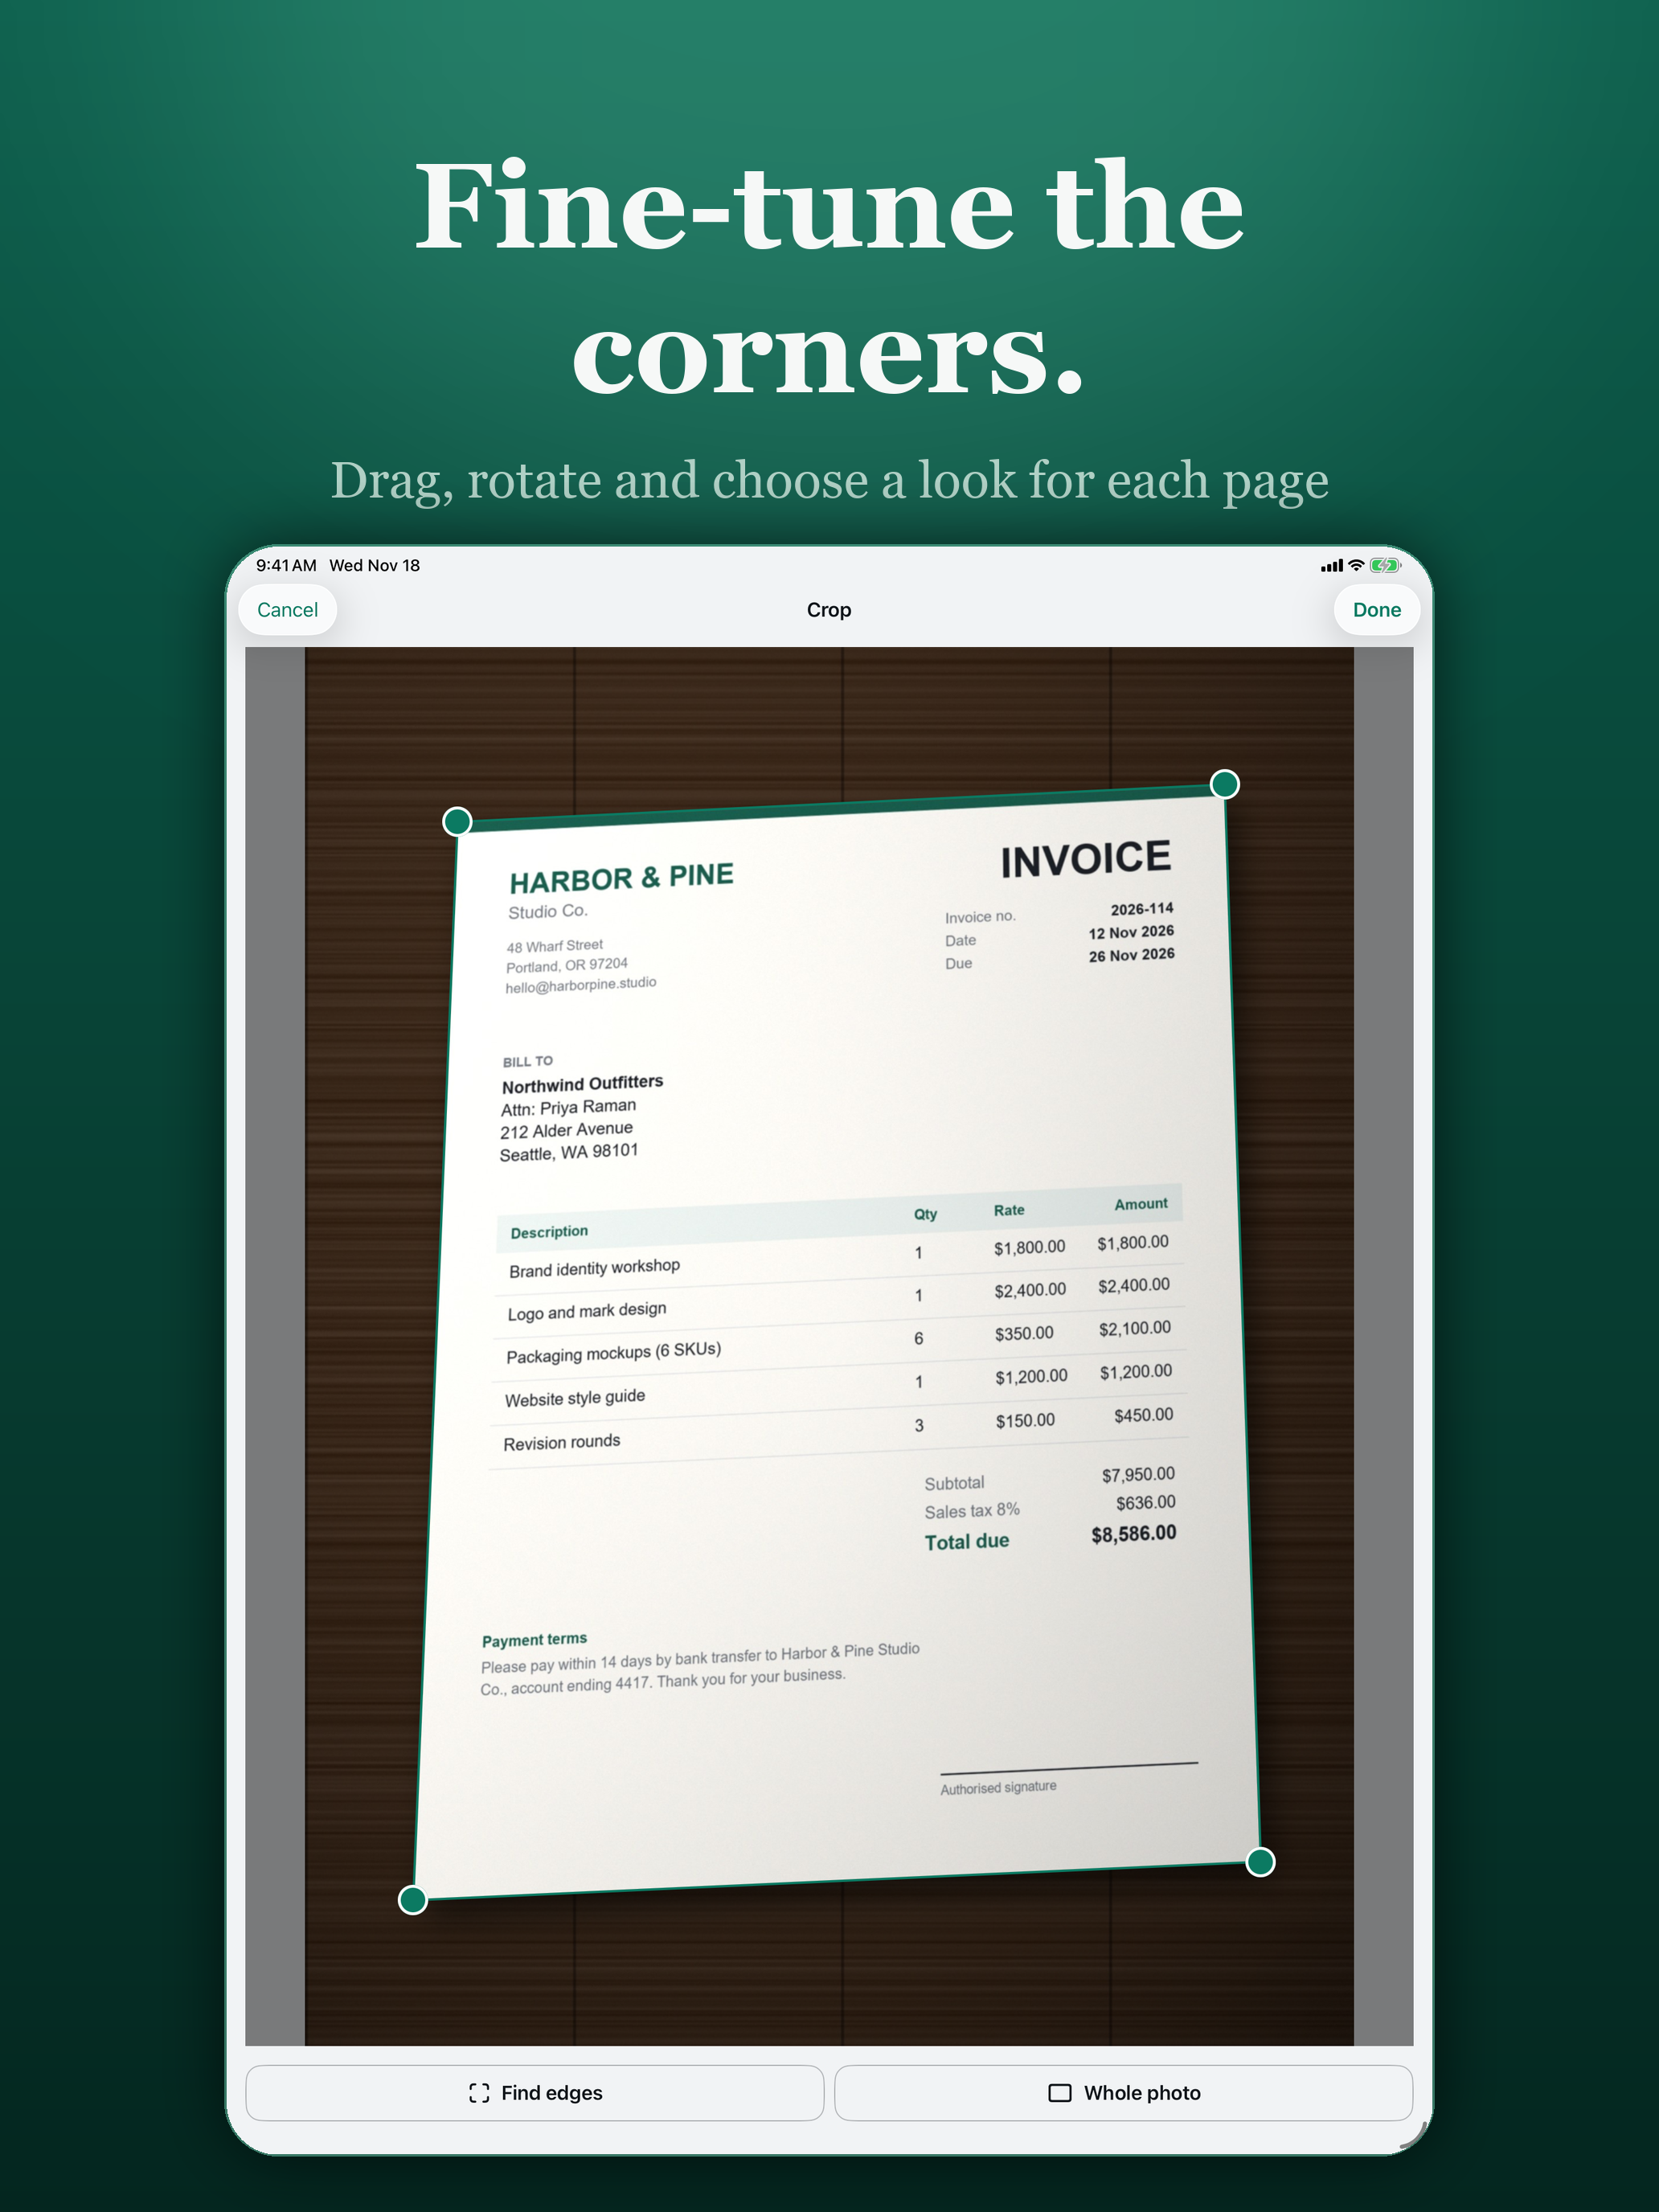 Fine-tune the
corners.
Drag, rotate and choose a look for each page
9:41 AM Wed Nov 18
Cancel
Crop
Done
HARBOR & PINE
Studio Co.
48 Wharf Street
Portland, OR 97204
hello@harborpine.studio
INVOICE
Invoice no. 2026-114
Date 12 Nov 2026
Due 26 Nov 2026
BILL TO
Northwind Outfitters
Attn: Priya Raman
212 Alder Avenue
Seattle, WA 98101
Description Qty Rate Amount
Brand identity workshop 1 $1,800.00 $1,800.00
Logo and mark design 1 $2,400.00 $2,400.00
Packaging mockups (6 SKUs) 6 $350.00 $2,100.00
Website style guide 1 $1,200.00 $1,200.00
Revision rounds 3 $150.00 $450.00
Subtotal $7,950.00
Sales tax 8% $636.00
Total due $8,586.00
Payment terms
Please pay within 14 days by bank transfer to Harbor & Pine Studio
Co., account ending 4417. Thank you for your business.
Authorised signature
Find edges
Whole photo